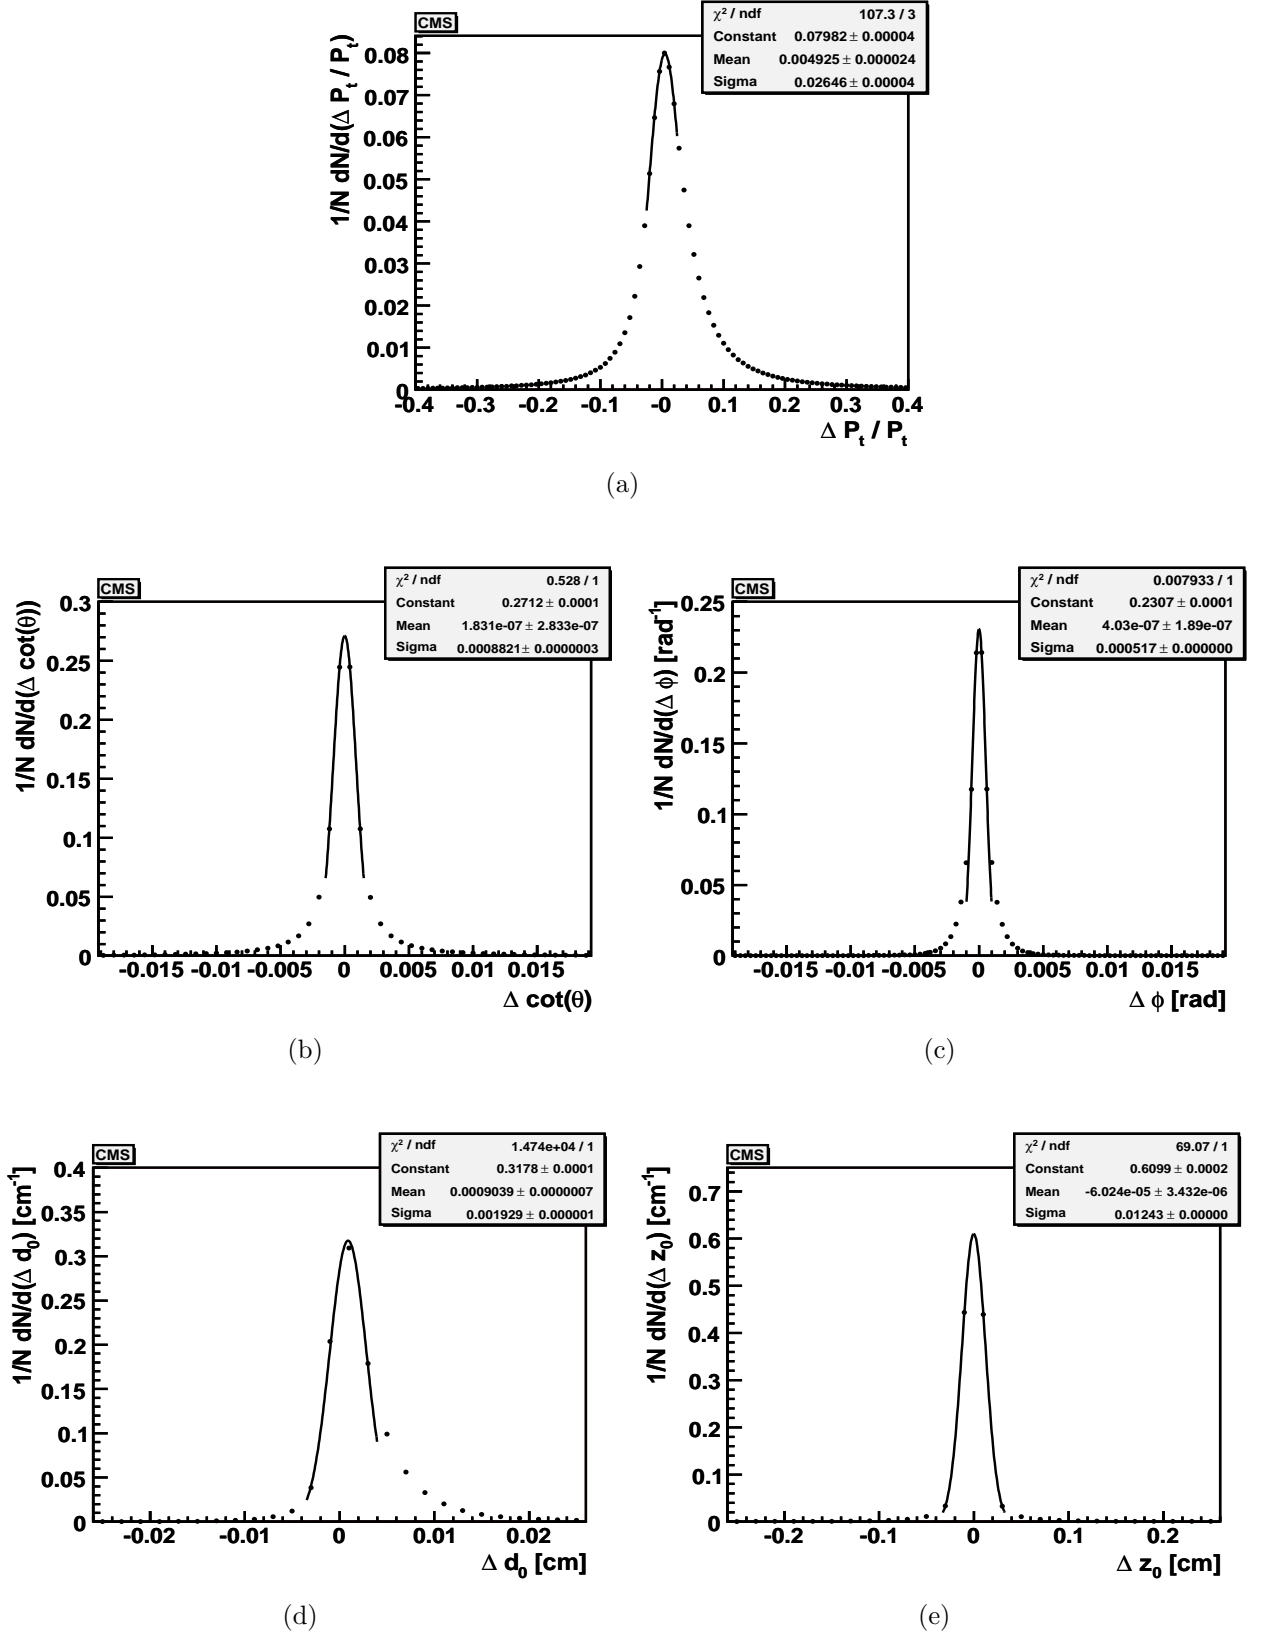 CMS
χ² / ndf 107.3 / 3
Constant 0.07982 ± 0.00004
Mean 0.004925 ± 0.000024
Sigma 0.02646 ± 0.00004
1/N dN/d(Δ Pt / Pt)
0.08
0.07
0.06
0.05
0.04
0.03
0.02
0.01
0
-0.4 -0.3 -0.2 -0.1 -0 0.1 0.2 0.3 0.4
Δ Pt / Pt
(a)
CMS
χ² / ndf 0.528 / 1
Constant 0.2712 ± 0.0001
Mean 1.831e-07 ± 2.833e-07
Sigma 0.0008821 ± 0.0000003
1/N dN/d(Δ cot(θ))
0.3
0.25
0.2
0.15
0.1
0.05
0
-0.015 -0.01 -0.005 0 0.005 0.01 0.015
Δ cot(θ)
(b)
CMS
χ² / ndf 0.007933 / 1
Constant 0.2307 ± 0.0001
Mean 4.03e-07 ± 1.89e-07
Sigma 0.000517 ± 0.000000
1/N dN/d(Δ ϕ) [rad⁻¹]
0.25
0.2
0.15
0.1
0.05
0
-0.015 -0.01 -0.005 0 0.005 0.01 0.015
Δ ϕ [rad]
(c)
CMS
χ² / ndf 1.474e+04 / 1
Constant 0.3178 ± 0.0001
Mean 0.0009039 ± 0.0000007
Sigma 0.001929 ± 0.000001
1/N dN/d(Δ d₀) [cm⁻¹]
0.4
0.35
0.3
0.25
0.2
0.15
0.1
0.05
0
-0.02 -0.01 0 0.01 0.02
Δ d₀ [cm]
(d)
CMS
χ² / ndf 69.07 / 1
Constant 0.6099 ± 0.0002
Mean -6.024e-05 ± 3.432e-06
Sigma 0.01243 ± 0.00000
1/N dN/d(Δ z₀) [cm⁻¹]
0.7
0.6
0.5
0.4
0.3
0.2
0.1
0
-0.2 -0.1 0 0.1 0.2
Δ z₀ [cm]
(e)